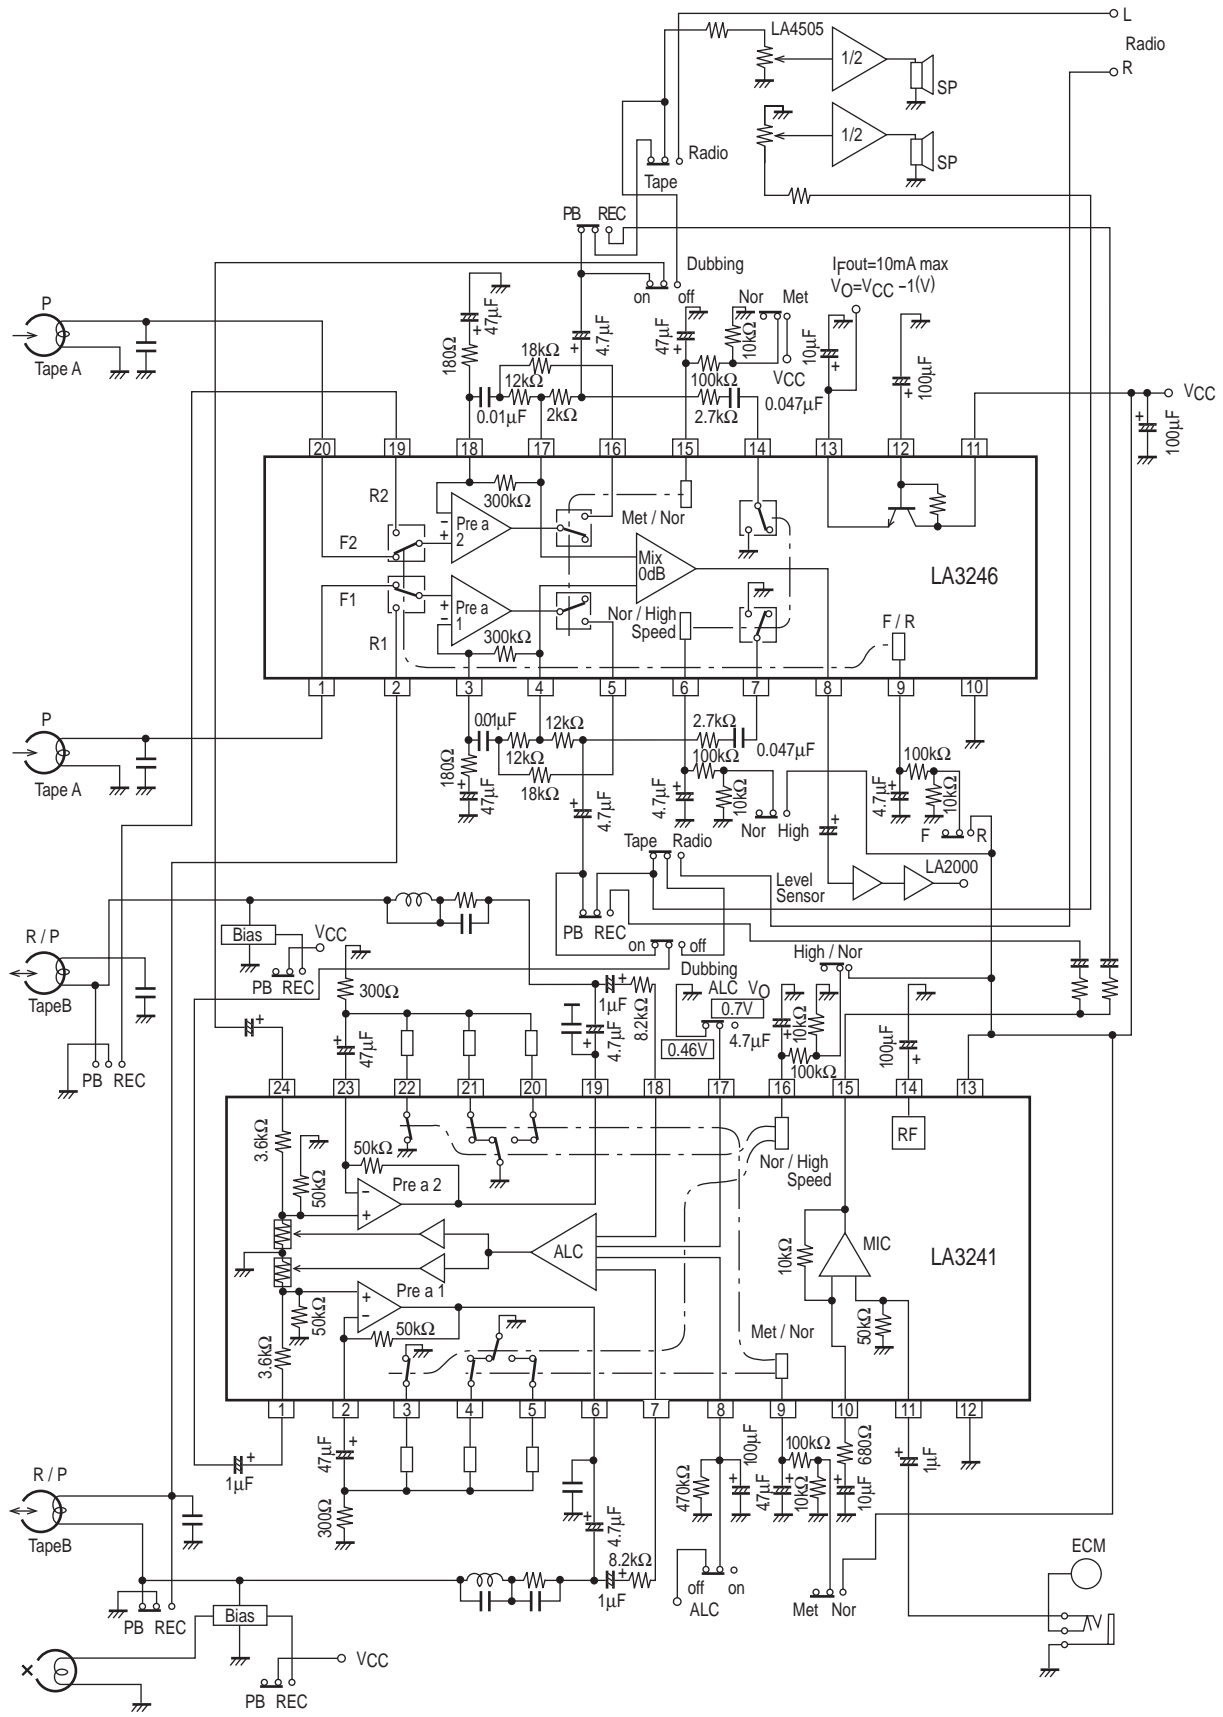 L
LA4505
Radio
R
1/2
SP
1/2
SP
Radio
Tape
PB REC
Dubbing
on
off
IFout=10mA max
VO=VCC −1(V)
Nor
Met
P
Tape A
180Ω
47μF
4.7μF
47μF
10kΩ
10μF
100μF
VCC
100μF
18kΩ
12kΩ
0.01μF
2kΩ
100kΩ
2.7kΩ
VCC
0.047μF
20
19
18
17
16
15
14
13
12
11
R2
300kΩ
Met / Nor
F2
Pre a
2
Mix
0dB
LA3246
F1
Pre a
1
Nor / High
Speed
F / R
R1
300kΩ
1
2
3
4
5
6
7
8
9
10
P
Tape A
0.01μF
12kΩ
2.7kΩ
0.047μF
180Ω
12kΩ
100kΩ
100kΩ
47μF
18kΩ
4.7μF
4.7μF
10kΩ
4.7μF
10kΩ
Nor
High
F
R
Tape
Radio
Level
Sensor
LA2000
PB
REC
Bias
VCC
on
off
High / Nor
R / P
TapeB
PB REC
300Ω
Dubbing
ALC
VO
0.7V
1μF
8.2kΩ
4.7μF
0.46V
4.7μF
10kΩ
100kΩ
100μF
47μF
PB
REC
24
23
22
21
20
19
18
17
16
15
14
13
3.6kΩ
50kΩ
50kΩ
RF
Nor / High
Speed
Pre a 2
10kΩ
MIC
LA3241
ALC
Pre a 1
50kΩ
50kΩ
50kΩ
3.6kΩ
Met / Nor
1
2
3
4
5
6
7
8
9
10
11
12
47μF
1μF
300Ω
4.7μF
8.2kΩ
1μF
470kΩ
100μF
47μF
100kΩ
10kΩ
680Ω
10μF
1μF
R / P
TapeB
off
on
ALC
Met Nor
ECM
PB REC
Bias
VCC
PB REC